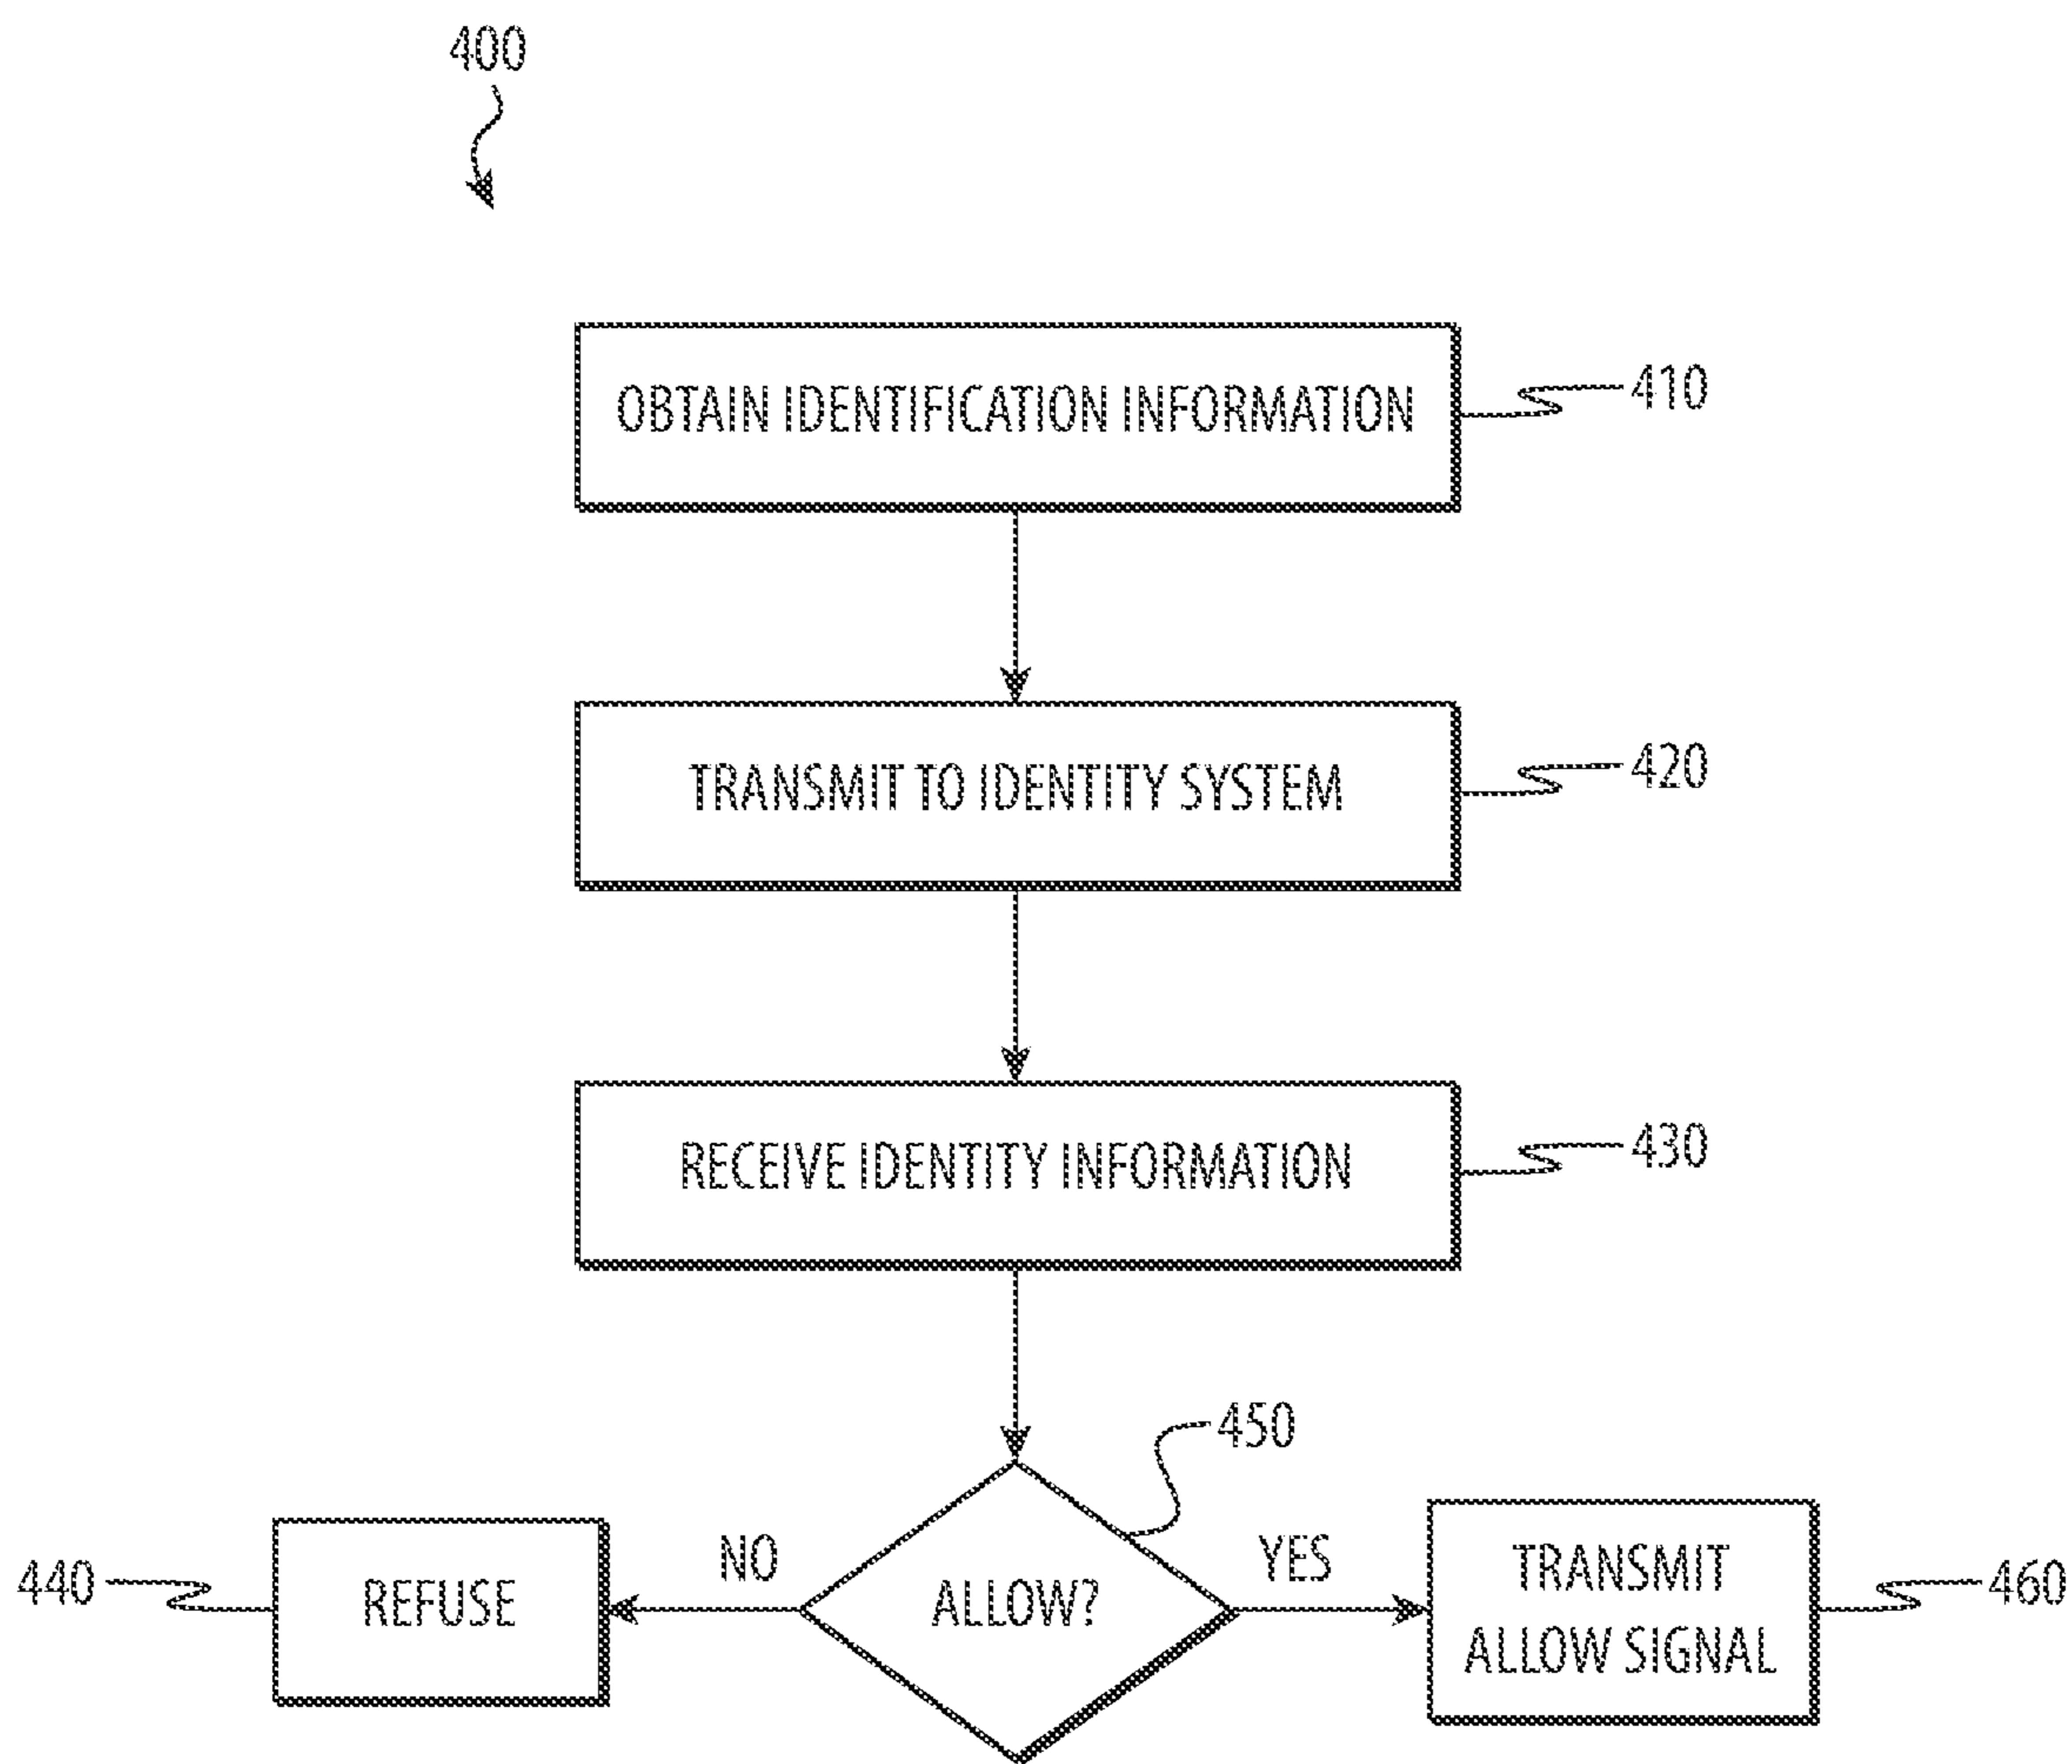 400
OBTAIN IDENTIFICATION INFORMATION
410
TRANSMIT TO IDENTITY SYSTEM
420
RECEIVE IDENTITY INFORMATION
430
450
440
REFUSE
NO
ALLOW?
YES
TRANSMIT
ALLOW SIGNAL
460